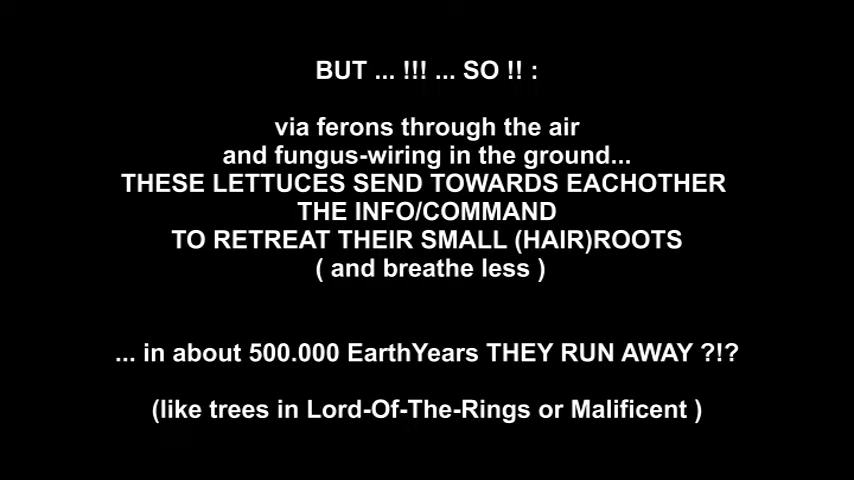 BUT ... !!! ... SO !! :
via ferons through the air
and fungus-wiring in the ground...
THESE LETTUCES SEND TOWARDS EACHOTHER
THE INFO/COMMAND
TO RETREAT THEIR SMALL (HAIR)ROOTS
( and breathe less )
... in about 500.000 EarthYears THEY RUN AWAY ?!?
(like trees in Lord-Of-The-Rings or Malificent )